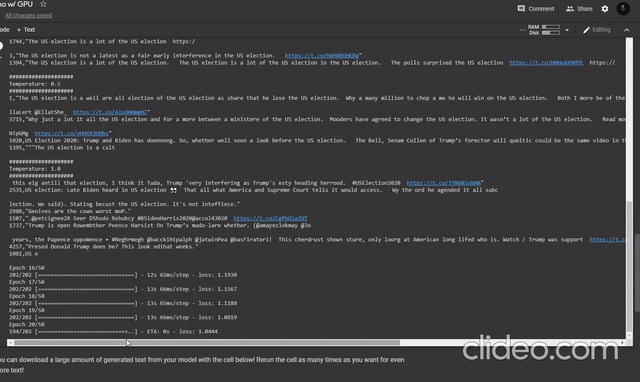 no w/ GPU
All changes saved
Comment
Share
ode + Text
RAM
Disk
Editing
1744,"The US election is a lot of the US election https:/
3,"The US election is not a latest as a fair early interference in the US election. https://t.co/
1394,"The US election is a lot of the US election. The US election is a lot of the US election in the US election. The polls surprised the US election https://t.co/ https://
####################
Temperature: 0.5
####################
1,"The US election is a well are all election of the election as share that he lose the US election. Why a many million to chop a me he will win on the US election. Both I more be of the
https://t.co/
3715,"Why just a lot it all the US election and for a more between a ministere of the US election. Mooders have agreed to change the US election. It wasn't a lot of the US election. Read mo
https://t.co/
1020,US Election 2020: Trump and Biden has doennong. So, whether well seen a look before the US election. The Bell, Senam Collen of Trump's forector will queltic could be the same video in th
1395,"""The US election is a cult
####################
Temperature: 1.0
####################
this eig antill that election, I think it Tuda, Trump 'very interfering as Trump's esty heading herrood. #USElection2020 https://t.co/
2535,US election: Late Biden heard in US election 👀 That all what America and Supreme Court tells it would access. Wy the ord he agended it all subc
lection. We said). Stating becust the US election. It's not inteffiece."
2980,"Genifves are the cown worst moP."
1507,". Seer DShudo Rebubcy #BSidenHarris2020 https://t.co/
1737,"Trump is open Rowembther Peence Harsist On Trump's mado-lare whether. (@amayezlokmay @Jo
years, the Papence oppomence • #Neghrmegh @bacckihtpalph @jatwinPea @basFiratori! This cherdrust shown sture, only loorg at American long lifed who is. Watch / Trump was support https://t.c
4257,"Presed Donald Trump deen be? This look odihat weeks."
1081,US e
Epoch 16/50
202/202 [==============================] - 12s 62ms/step - loss: 1.1930
Epoch 17/50
202/202 [==============================] - 13s 66ms/step - loss: 1.1567
Epoch 18/50
202/202 [==============================] - 13s 65ms/step - loss: 1.1188
Epoch 19/50
202/202 [==============================] - 13s 66ms/step - loss: 1.0819
Epoch 20/50
194/202 [============================>..] - ETA: 0s - loss: 1.0444
ou can download a large amount of generated text from your model with the cell below! Rerun the cell as many times as you want for even
ore text!
clideo.com